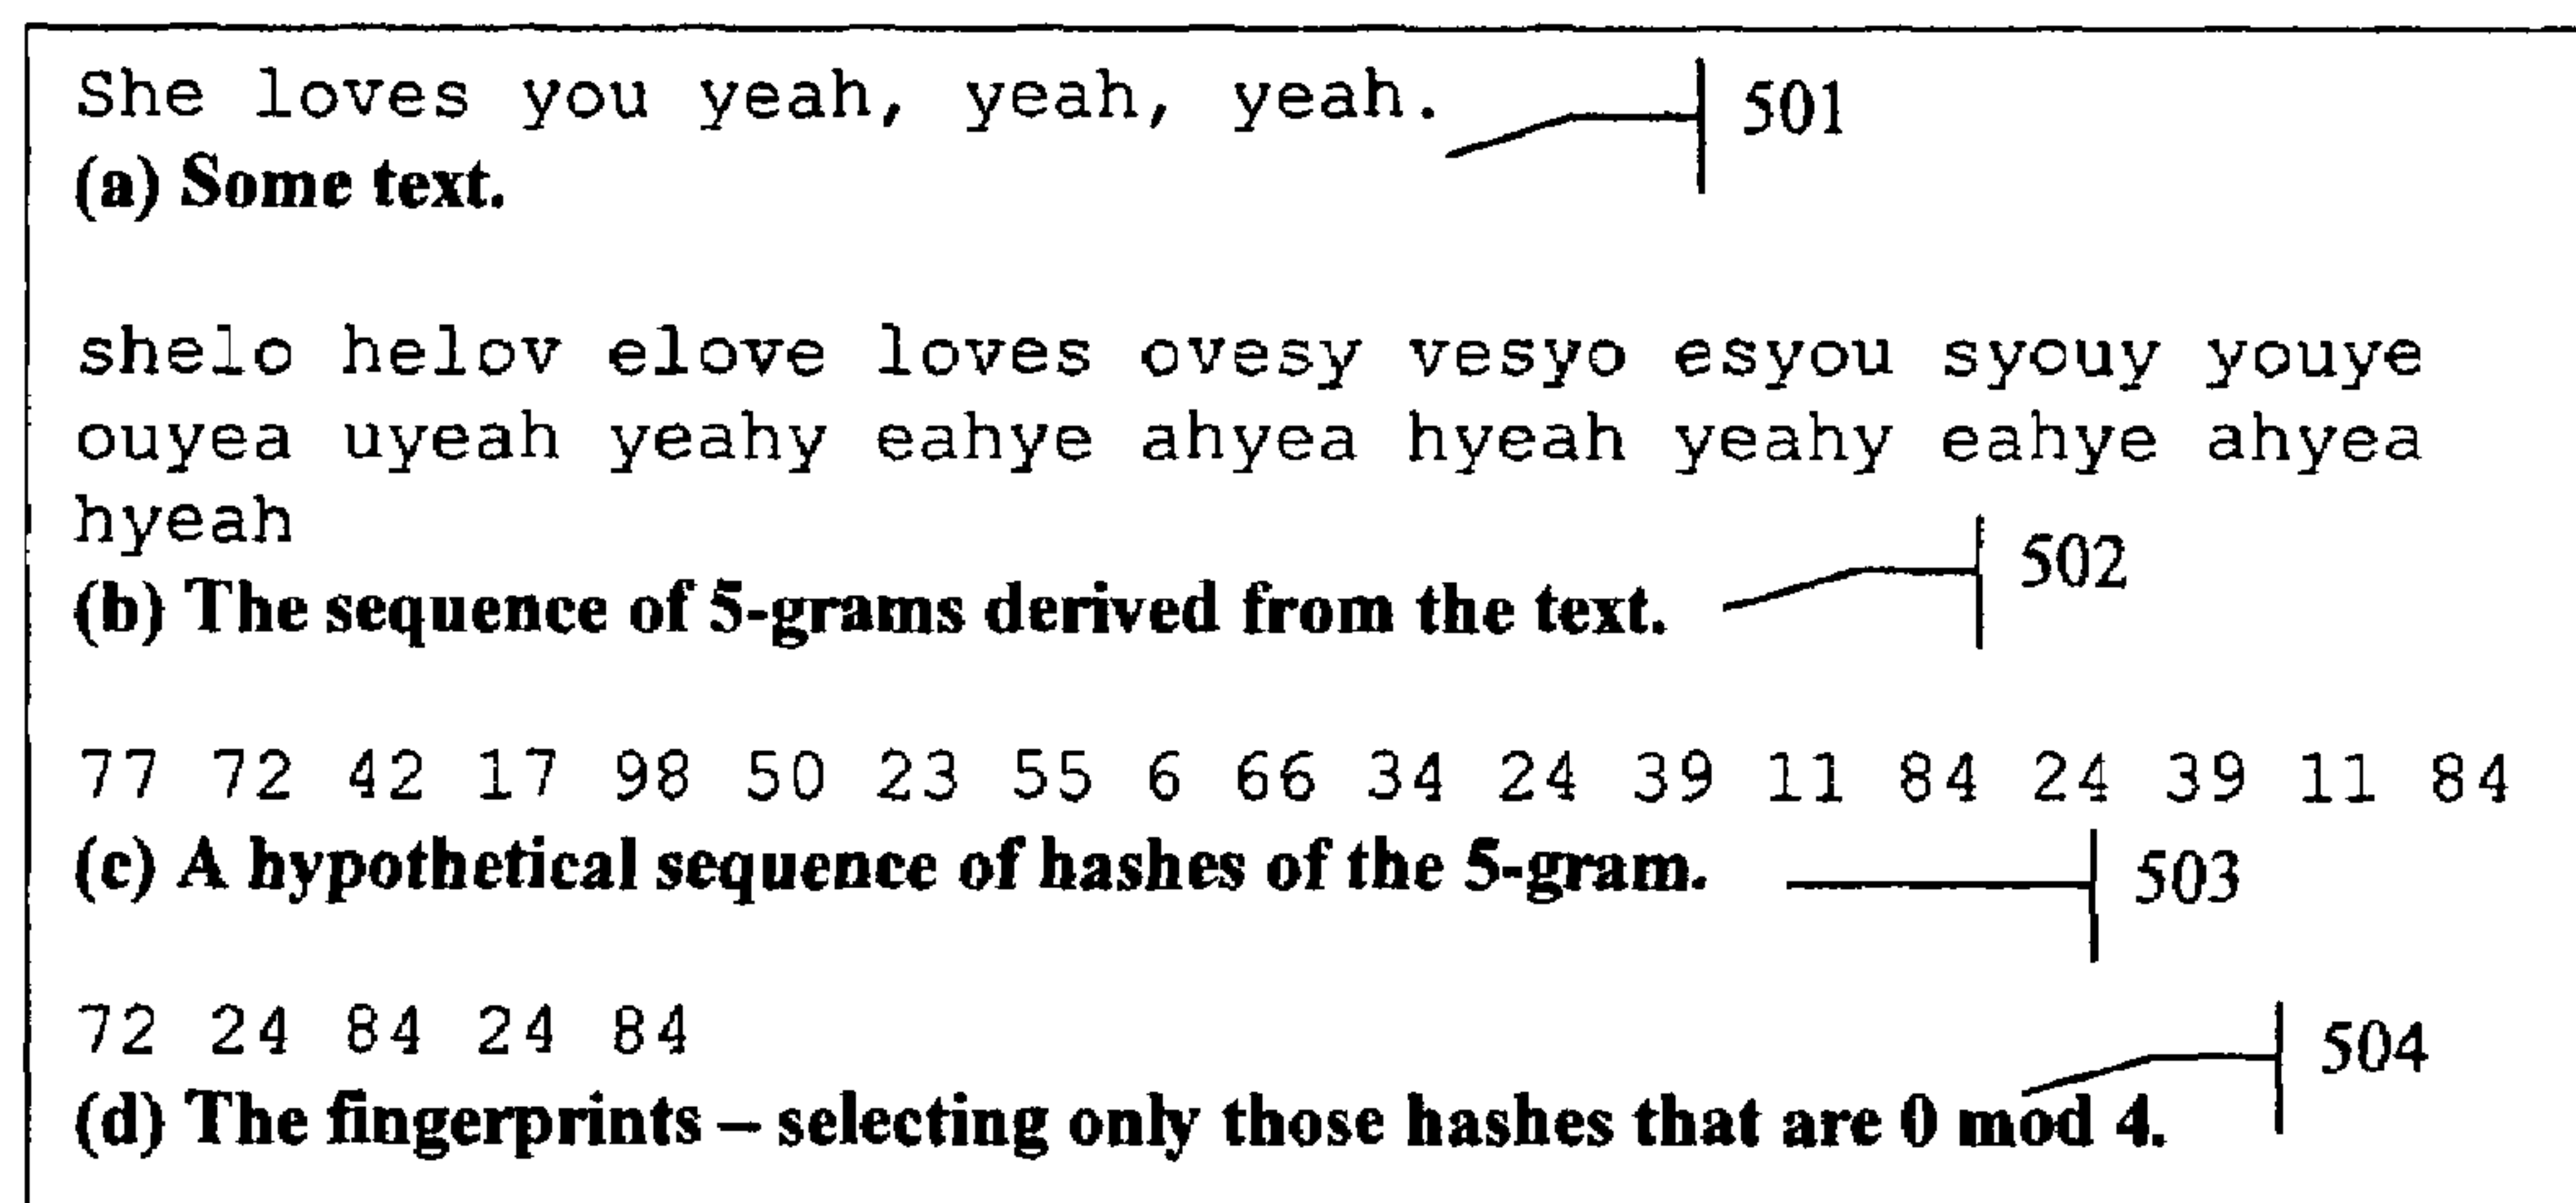 She loves you yeah, yeah, yeah.
501
(a) Some text.
shelo helov elove loves ovesy vesyo esyou syouy youye
ouyea uyeah yeahy eahye ahyea hyeah yeahy eahye ahyea
hyeah
502
(b) The sequence of 5-grams derived from the text.
77 72 42 17 98 50 23 55 6 66 34 24 39 11 84 24 39 11 84
(c) A hypothetical sequence of hashes of the 5-gram.
503
72 24 84 24 84
504
(d) The fingerprints – selecting only those hashes that are 0 mod 4.